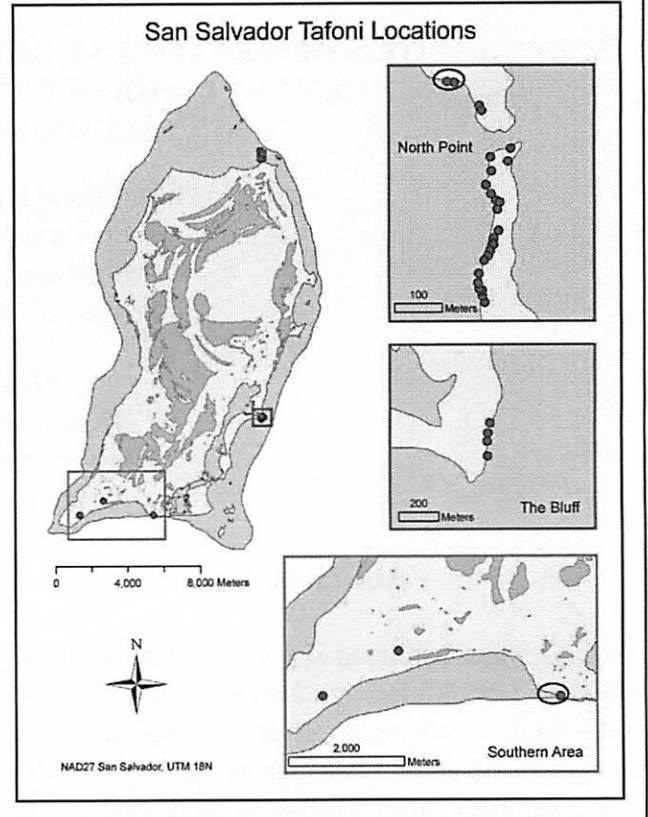 San Salvador Tafoni Locations
North Point
100
Meters
200
Meters
The Bluff
0 4,000 8,000 Meters
N
2,000
Meters
Southern Area
NAD27 San Salvador, UTM 18N